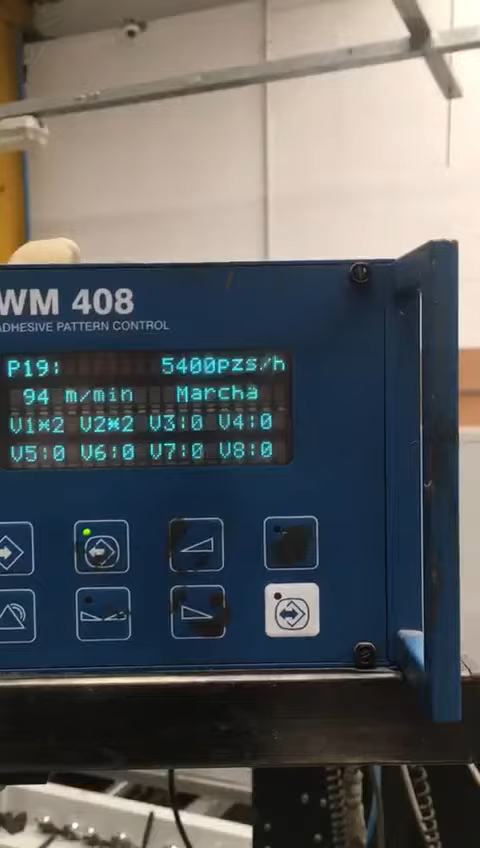 WM 408
ADHESIVE PATTERN CONTROL
P19: 5400pzs/h
94 m/min Marcha
V1*2 V2*2 V3:0 V4:0
V5:0 V6:0 V7:0 V8:0